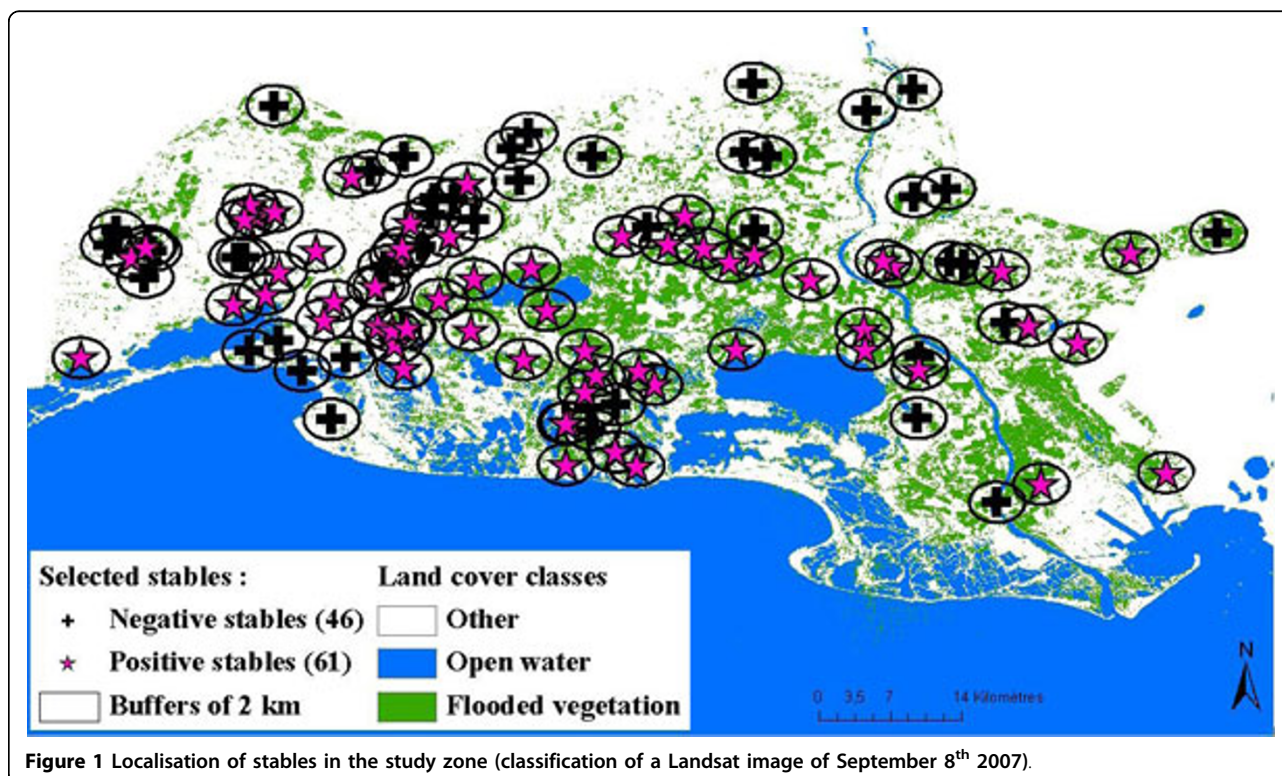 Selected stables :
Negative stables (46)
Positive stables (61)
Buffers of 2 km
Land cover classes
Other
Open water
Flooded vegetation
N
0 3,5 7 14 Kilomètres
Figure 1 Localisation of stables in the study zone (classification of a Landsat image of September 8th 2007).